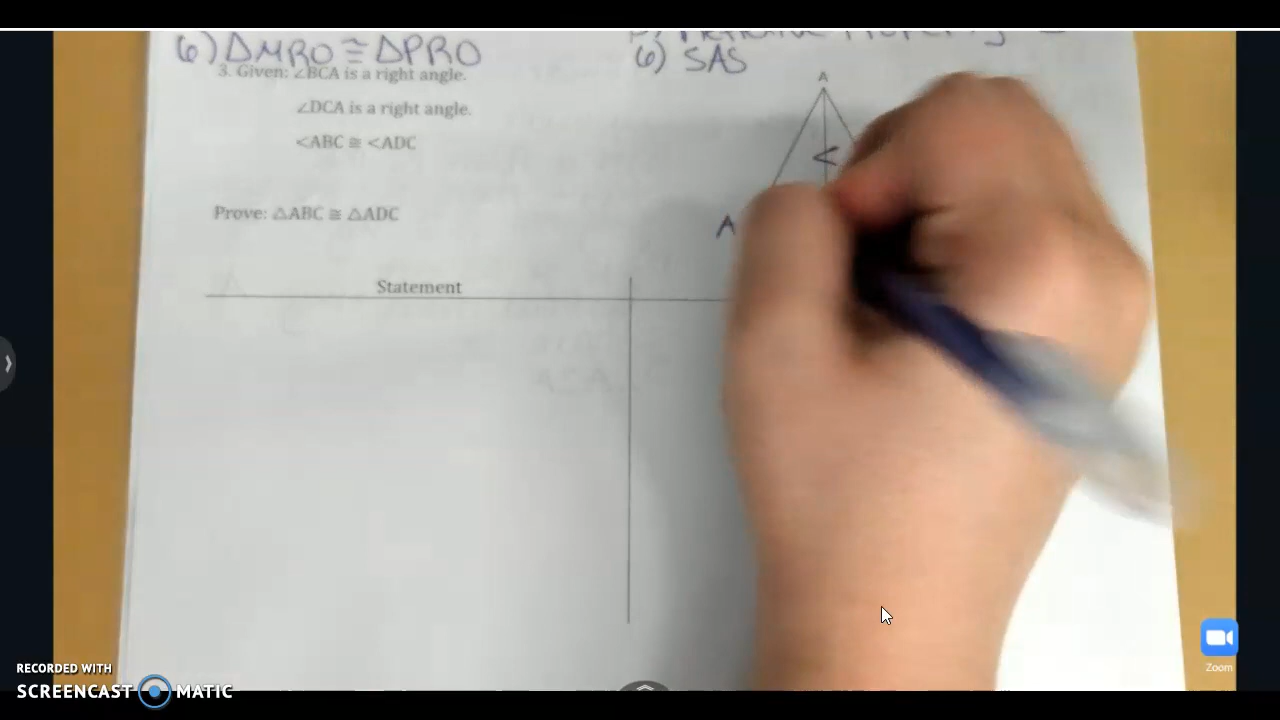 6) △MRO ≅ △PRO
6) SAS
3. Given: ∠BCA is a right angle.
A
∠DCA is a right angle.
<ABC ≅ <ADC
Prove: △ABC ≅ △ADC
A
Statement
Zoom
RECORDED WITH
SCREENCAST MATIC